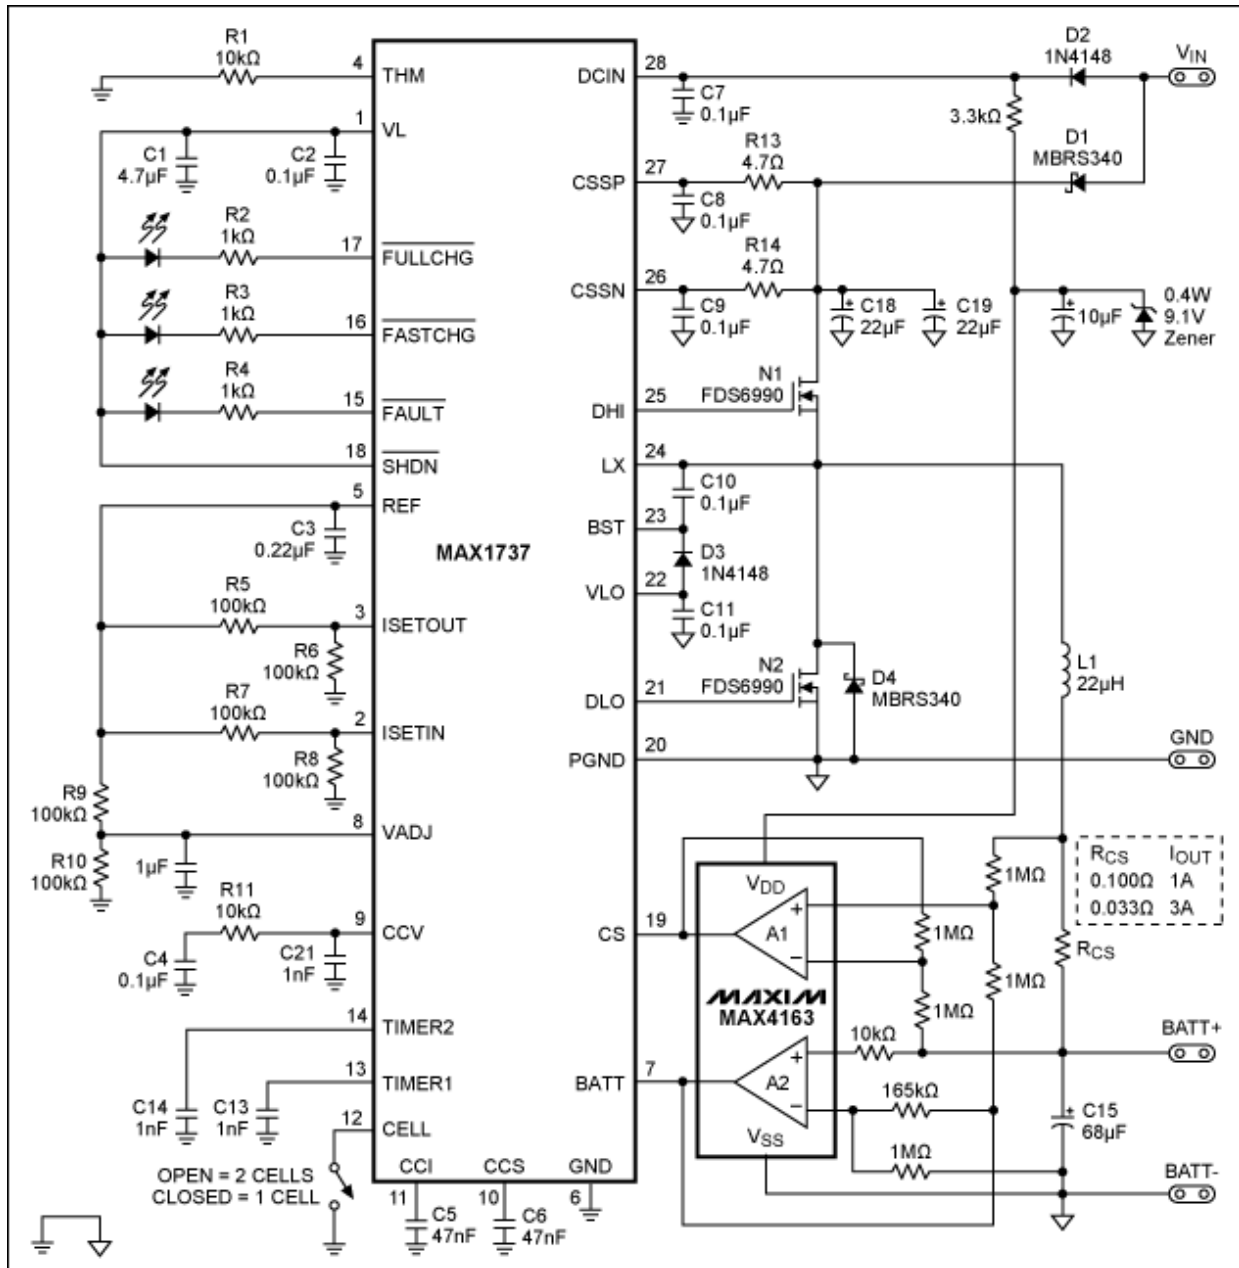 R1
10kΩ
4
THM
1
VL
C1
4.7µF
C2
0.1µF
R2
1kΩ
17
FULLCHG
R3
1kΩ
16
FASTCHG
R4
1kΩ
15
FAULT
18
SHDN
5
REF
C3
0.22µF
R5
100kΩ
3
ISETOUT
R6
100kΩ
R7
100kΩ
2
ISETIN
R8
100kΩ
R9
100kΩ
8
VADJ
R10
100kΩ
1µF
R11
10kΩ
9
CCV
C4
0.1µF
C21
1nF
14
TIMER2
13
TIMER1
C14
1nF
C13
1nF
12
CELL
OPEN = 2 CELLS
CLOSED = 1 CELL
CCI
CCS
GND
11
10
6
C5
47nF
C6
47nF
MAX1737
DCIN
28
C7
0.1µF
D2
1N4148
VIN
3.3kΩ
D1
MBRS340
CSSP
27
R13
4.7Ω
C8
0.1µF
CSSN
26
R14
4.7Ω
C9
0.1µF
C18
22µF
C19
22µF
10µF
0.4W
9.1V
Zener
N1
FDS6990
DHI
25
LX
24
C10
0.1µF
BST
23
D3
1N4148
VLO
22
C11
0.1µF
N2
FDS6990
DLO
21
D4
MBRS340
L1
22µH
PGND
20
GND
RCS IOUT
0.100Ω 1A
0.033Ω 3A
VDD
1MΩ
CS
19
A1
+
−
1MΩ
RCS
1MΩ
1MΩ
MAXIM
MAX4163
10kΩ
BATT+
BATT
7
A2
+
−
165kΩ
C15
68µF
VSS
1MΩ
BATT-